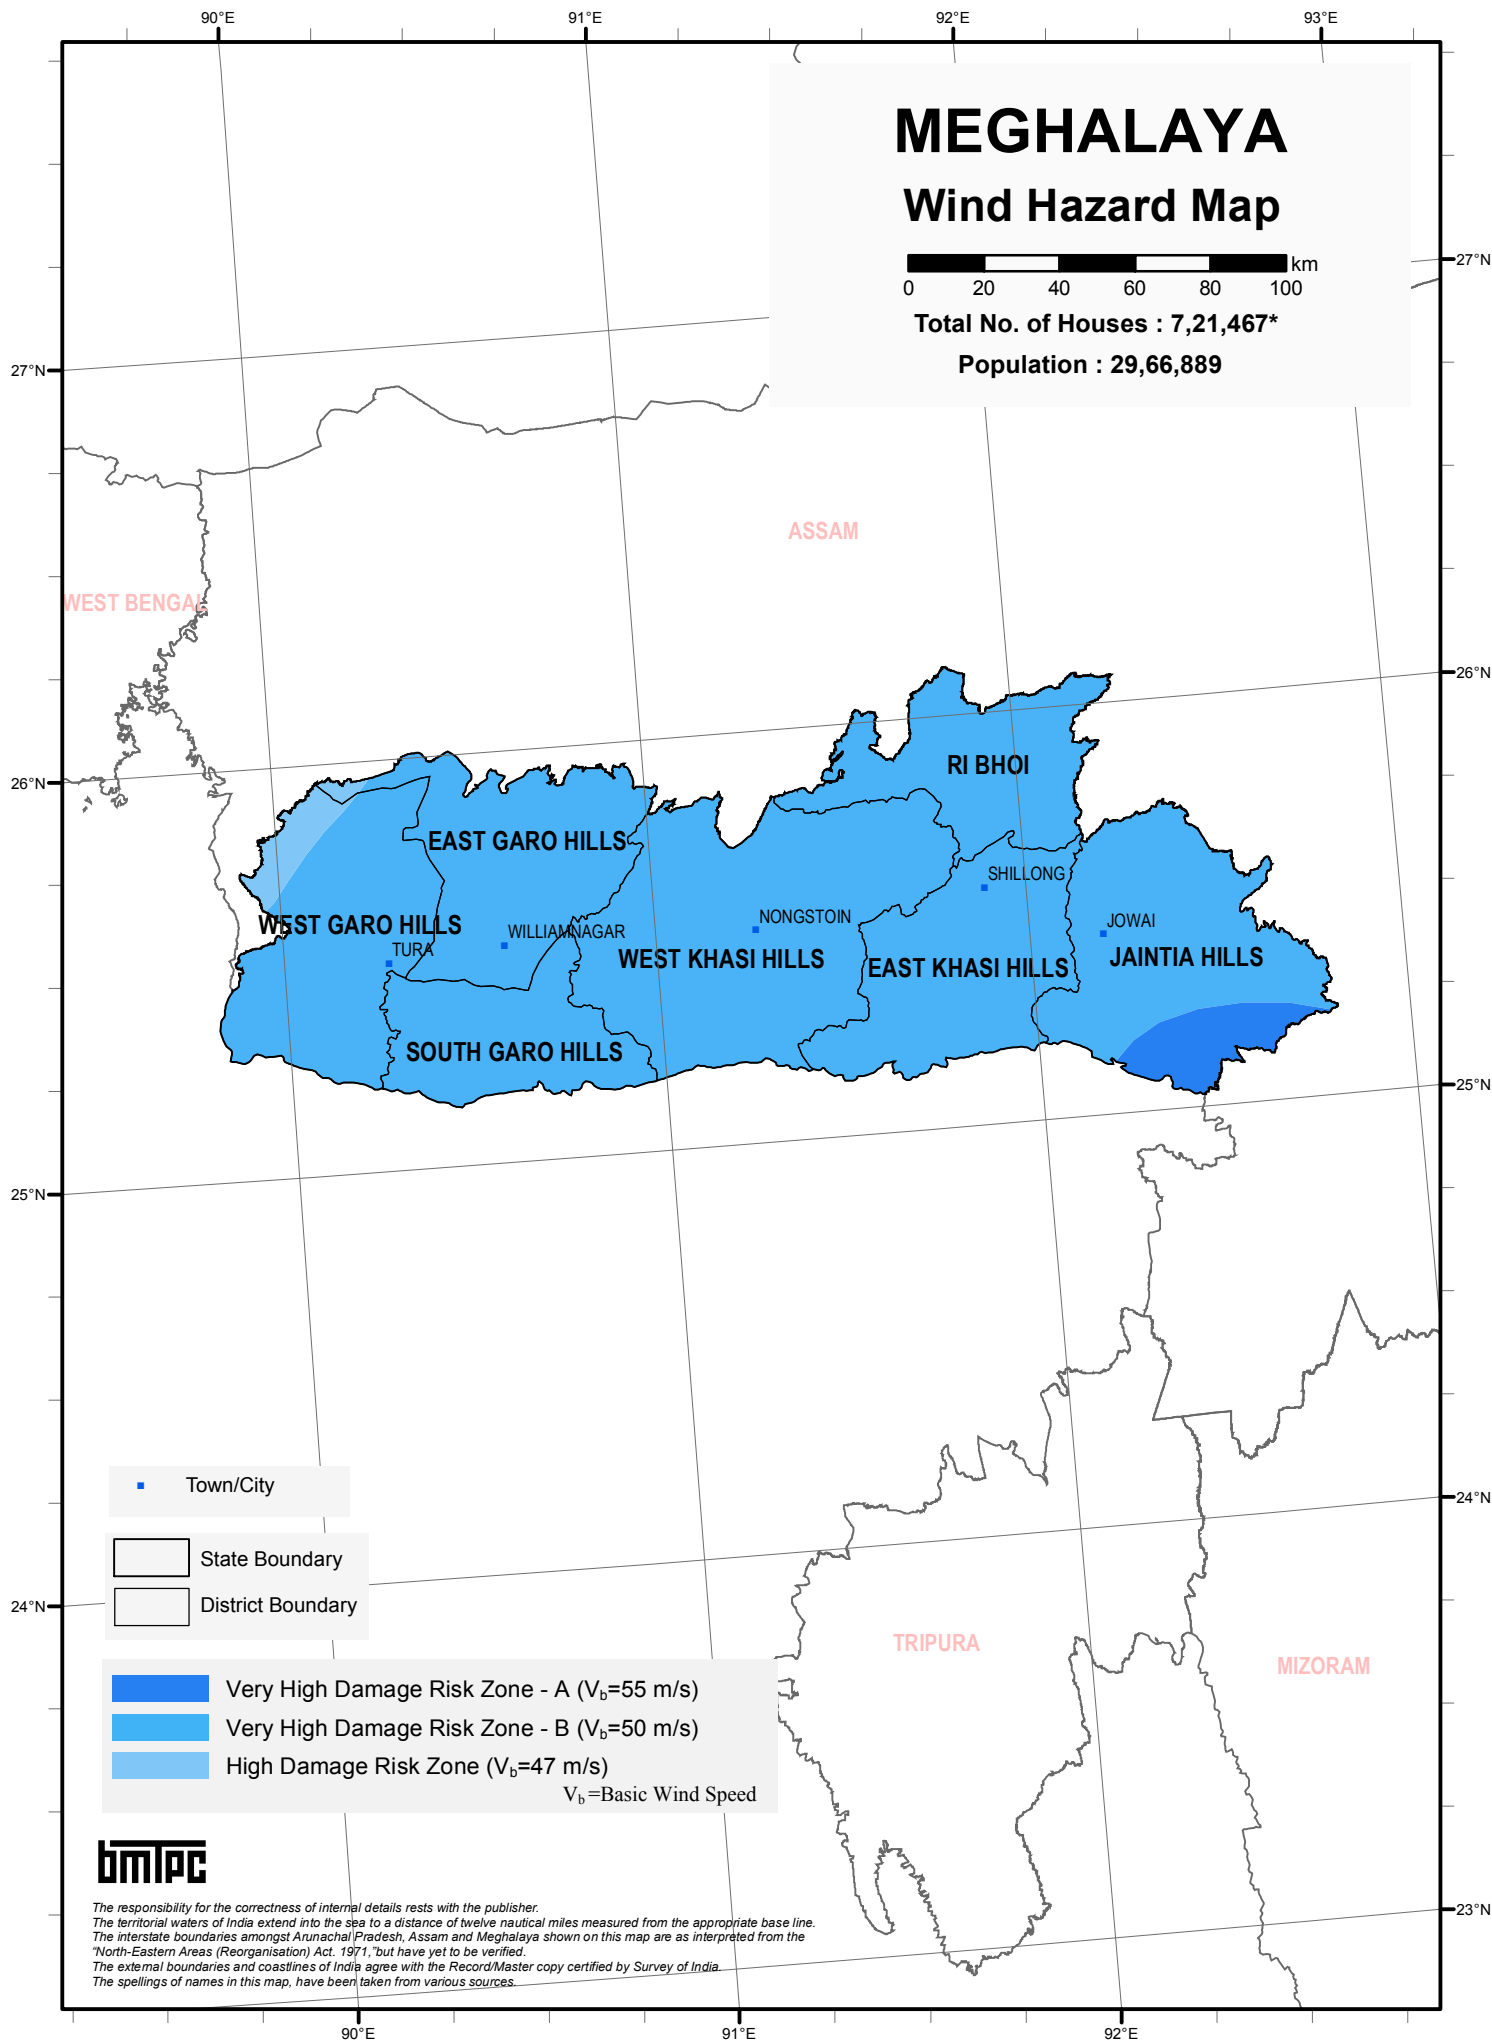 90°E
91°E
92°E
93°E
MEGHALAYA
Wind Hazard Map
km
0 20 40 60 80 100
Total No. of Houses : 7,21,467*
Population : 29,66,889
27°N
27°N
ASSAM
WEST BENGAL
26°N
26°N
RI BHOI
EAST GARO HILLS
SHILLONG
NONGSTOIN
WEST GARO HILLS
JOWAI
WILLIAMNAGAR
TURA
WEST KHASI HILLS
EAST KHASI HILLS
JAINTIA HILLS
SOUTH GARO HILLS
25°N
25°N
Town/City
24°N
State Boundary
District Boundary
24°N
TRIPURA
MIZORAM
Very High Damage Risk Zone - A (Vb=55 m/s)
Very High Damage Risk Zone - B (Vb=50 m/s)
High Damage Risk Zone (Vb=47 m/s)
Vb=Basic Wind Speed
bmTPC
The responsibility for the correctness of internal details rests with the publisher.
The territorial waters of India extend into the sea to a distance of twelve nautical miles measured from the appropriate base line.
The interstate boundaries amongst Arunachal Pradesh, Assam and Meghalaya shown on this map are as interpreted from the
"North-Eastern Areas (Reorganisation) Act. 1971,"but have yet to be verified.
The external boundaries and coastlines of India agree with the Record/Master copy certified by Survey of India.
The spellings of names in this map, have been taken from various sources.
23°N
90°E
91°E
92°E